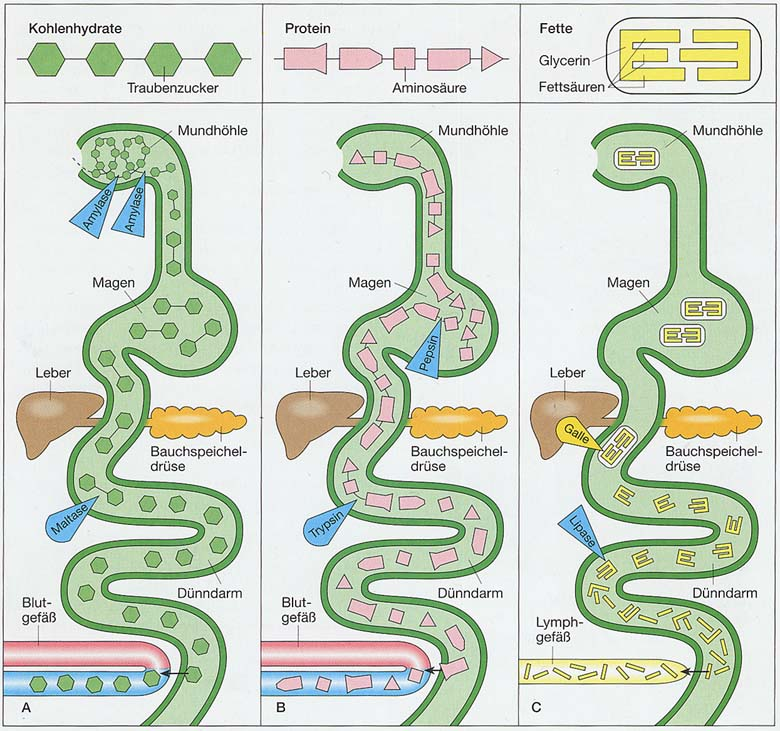 Kohlenhydrate
Traubenzucker
Protein
Aminosäure
Fette
Glycerin
Fettsäuren
Mundhöhle
Amylase
Amylase
Magen
Leber
Bauchspeichel-
drüse
Maltase
Dünndarm
Blut-
gefäß
A
Mundhöhle
Magen
Pepsin
Leber
Bauchspeichel-
drüse
Trypsin
Dünndarm
Blut-
gefäß
B
Mundhöhle
Magen
Leber
Galle
Bauchspeichel-
drüse
Lipase
Dünndarm
Lymph-
gefäß
C